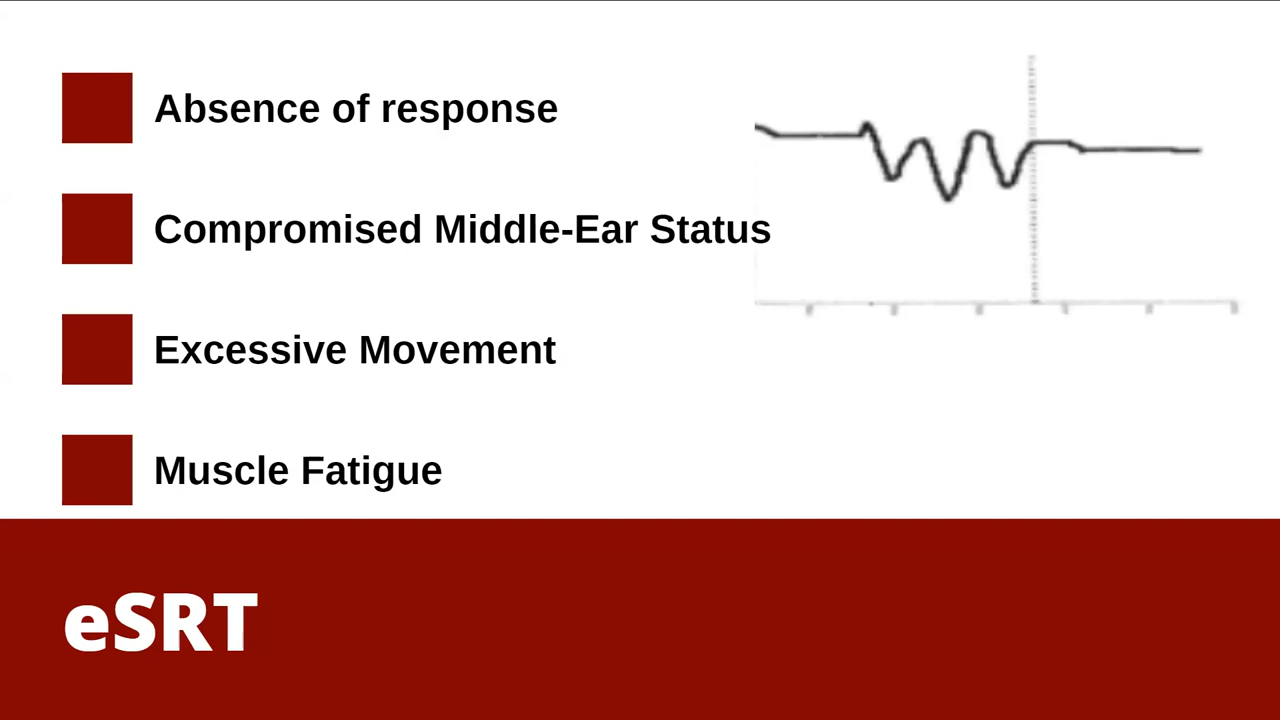 Absence of response
Compromised Middle-Ear Status
Excessive Movement
Muscle Fatigue
eSRT